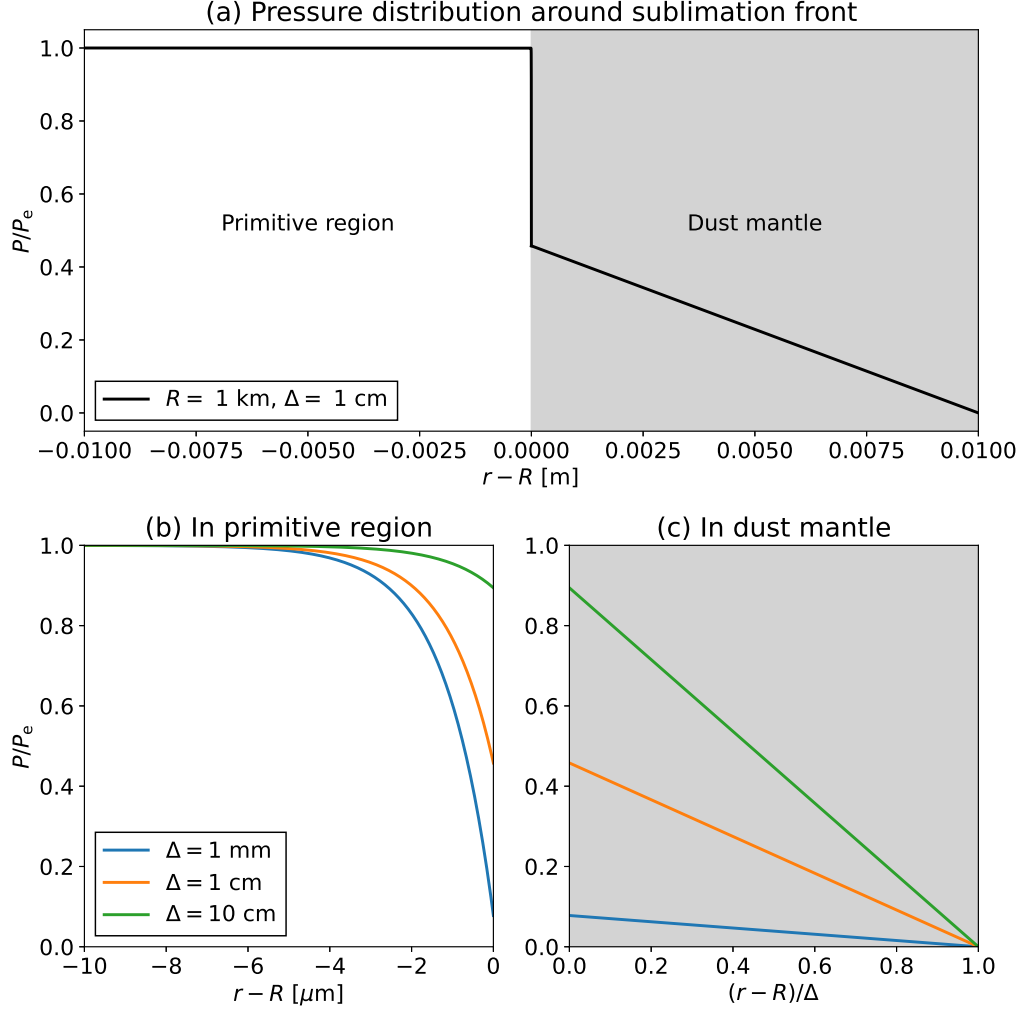 (a) Pressure distribution around sublimation front
1.0
0.8
0.6
0.4
0.2
0.0
P/Pe
Primitive region
Dust mantle
R = 1 km, Δ = 1 cm
−0.0100 −0.0075 −0.0050 −0.0025 0.0000 0.0025 0.0050 0.0075 0.0100
r − R [m]
(b) In primitive region
1.0
0.8
0.6
0.4
0.2
0.0
P/Pe
Δ = 1 mm
Δ = 1 cm
Δ = 10 cm
−10 −8 −6 −4 −2 0
r − R [μm]
(c) In dust mantle
1.0
0.8
0.6
0.4
0.2
0.0
0.0 0.2 0.4 0.6 0.8 1.0
(r − R)/Δ